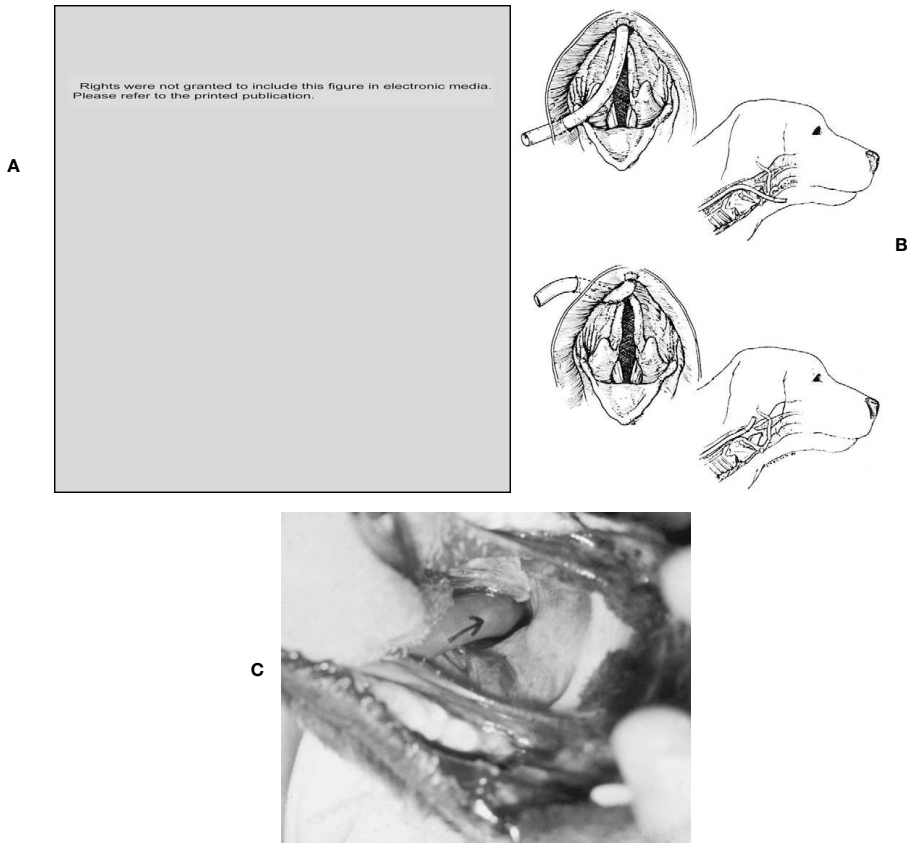 Rights were not granted to include this figure in electronic media.
Please refer to the printed publication.
A
B
C